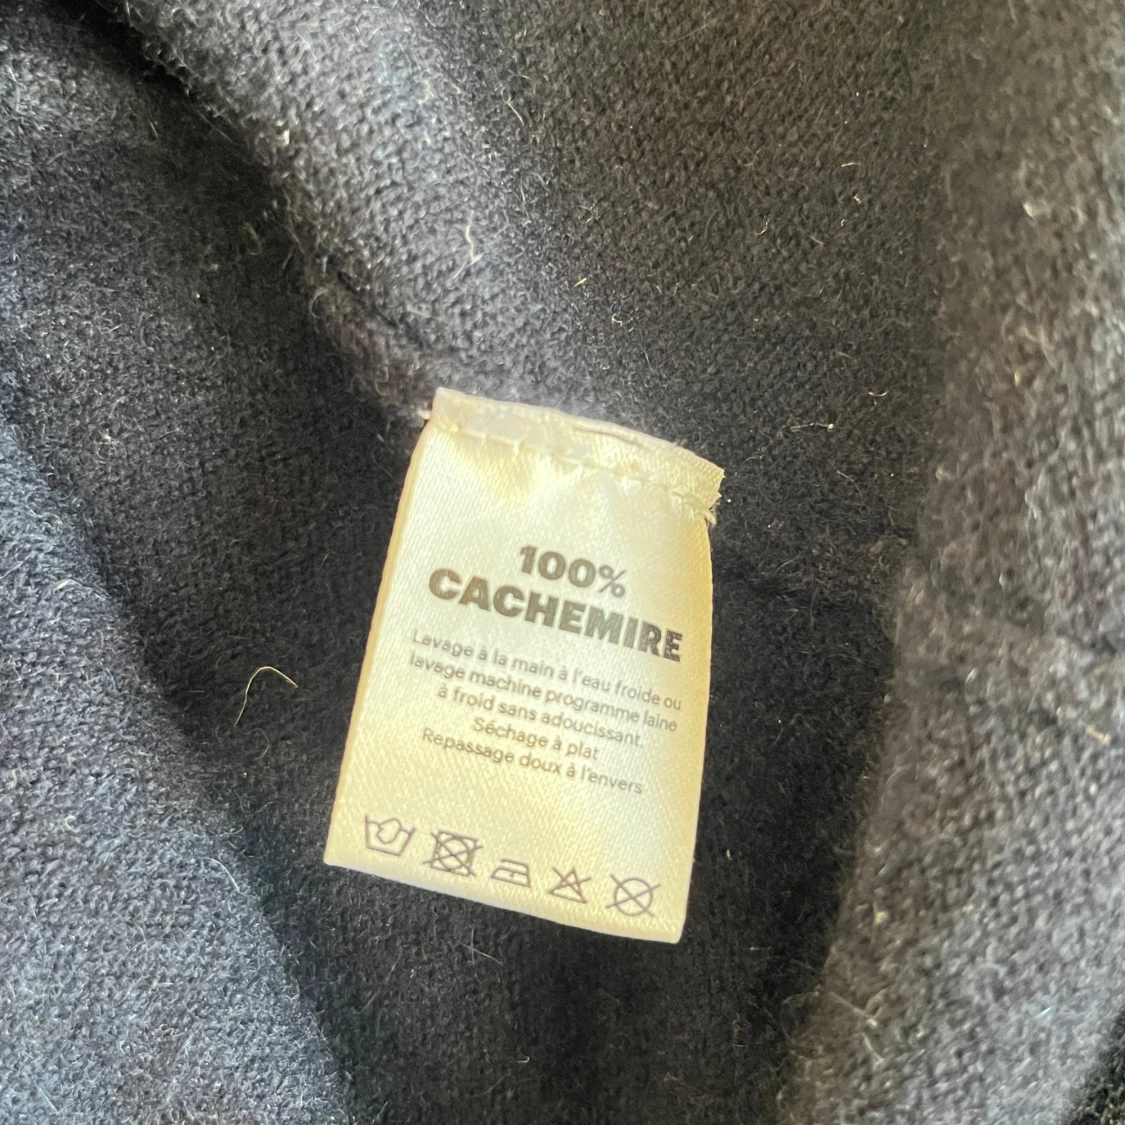 100%
CACHEMIRE
Lavage à la main à l'eau froide ou
lavage machine programme laine
à froid sans adoucissant.
Séchage à plat
Repassage doux à l'envers